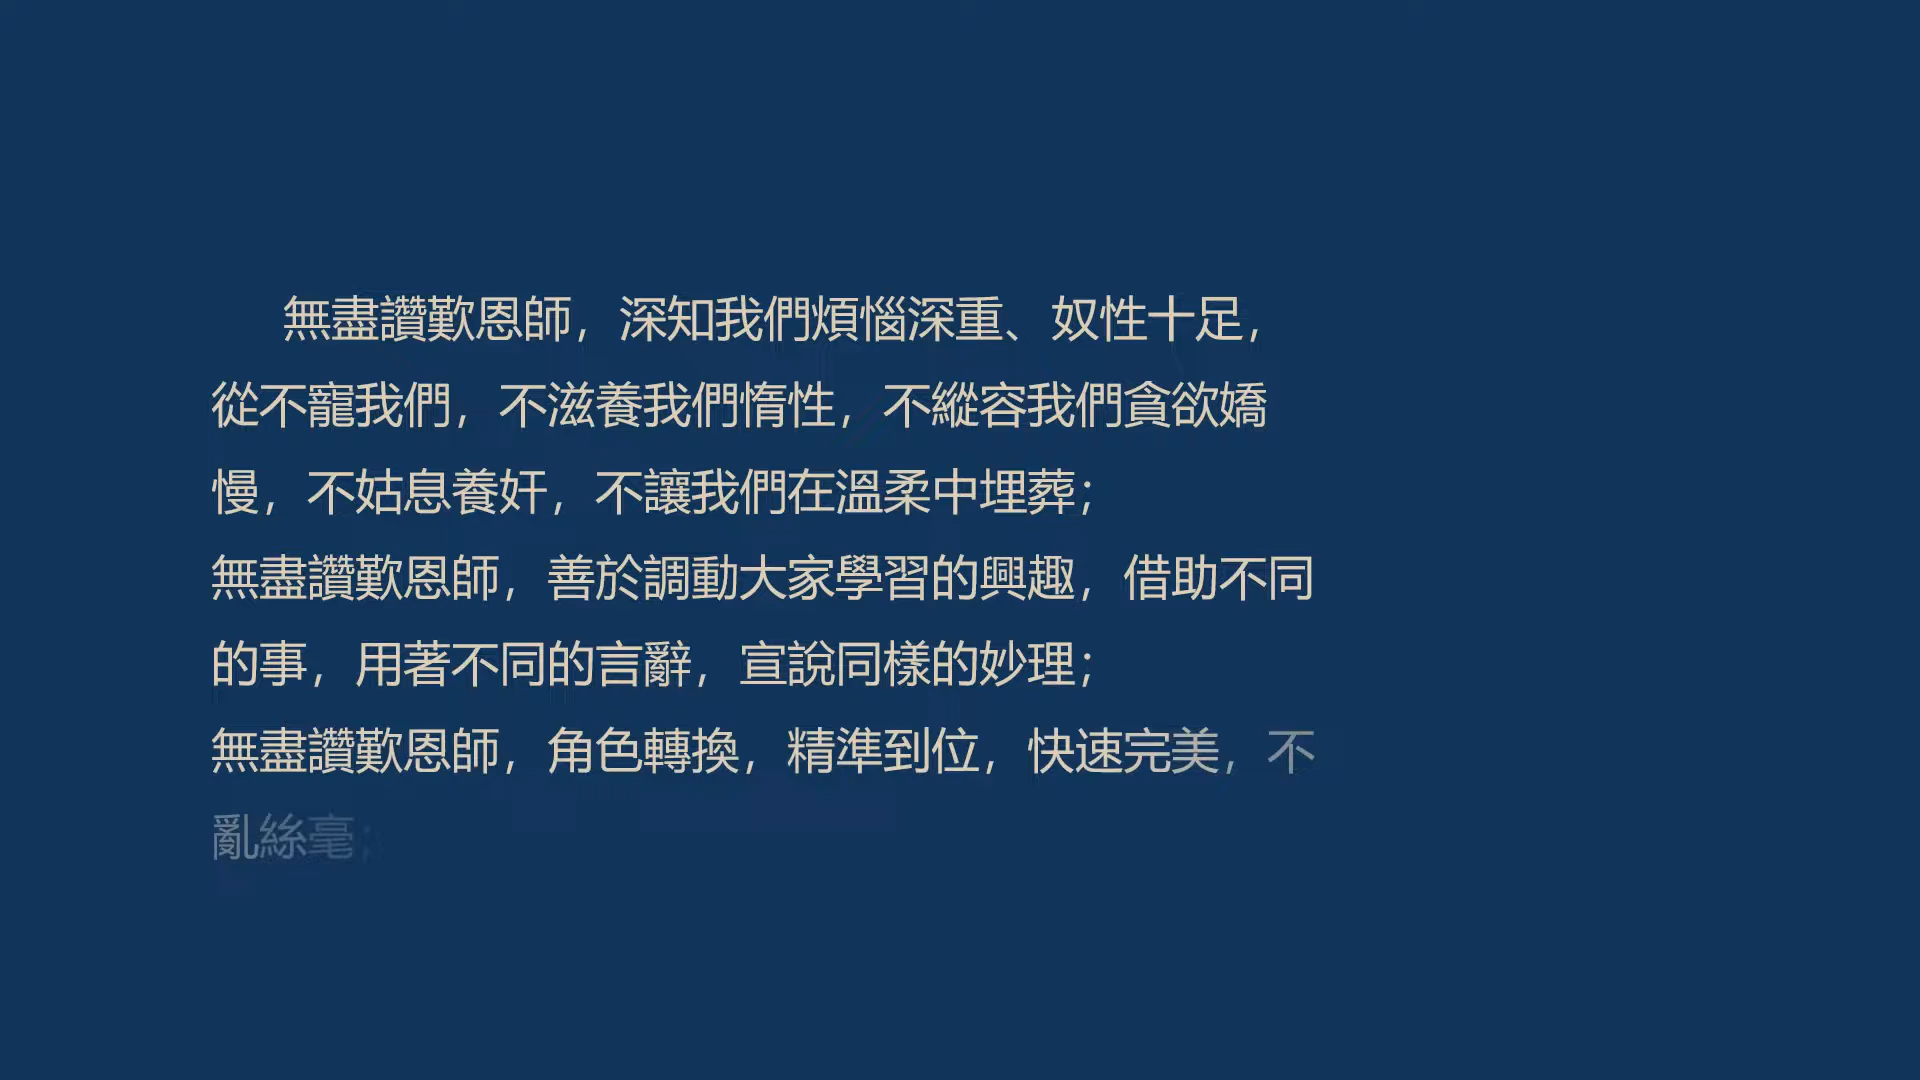 無盡讚歎恩師，深知我們煩惱深重、奴性十足，
從不寵我們，不滋養我們惰性，不縱容我們貪欲嬌
慢，不姑息養奸，不讓我們在溫柔中埋葬；
無盡讚歎恩師，善於調動大家學習的興趣，借助不同
的事，用著不同的言辭，宣說同樣的妙理；
無盡讚歎恩師，角色轉換，精準到位，快速完美，不
亂絲毫；